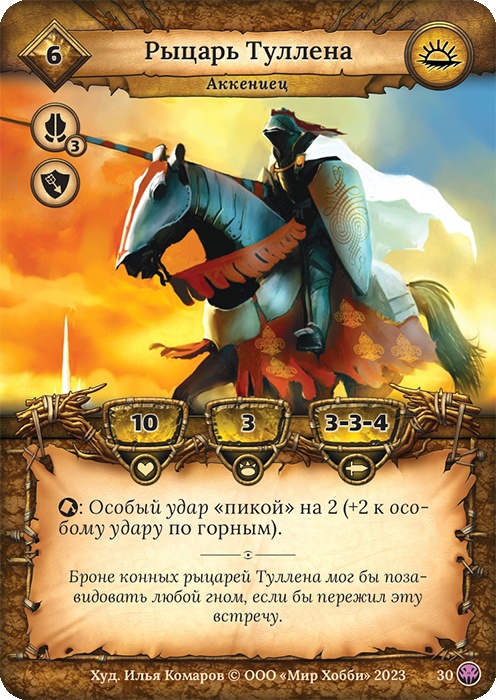 6
Рыцарь Туллена
Аккениец
3
10
3
3-3-4
: Особый удар «пикой» на 2 (+2 к осо-
бому удару по горным).
Броне конных рыцарей Туллена мог бы поза-
видовать любой гном, если бы пережил эту
встречу.
Худ. Илья Комаров © ООО «Мир Хобби» 2023
30